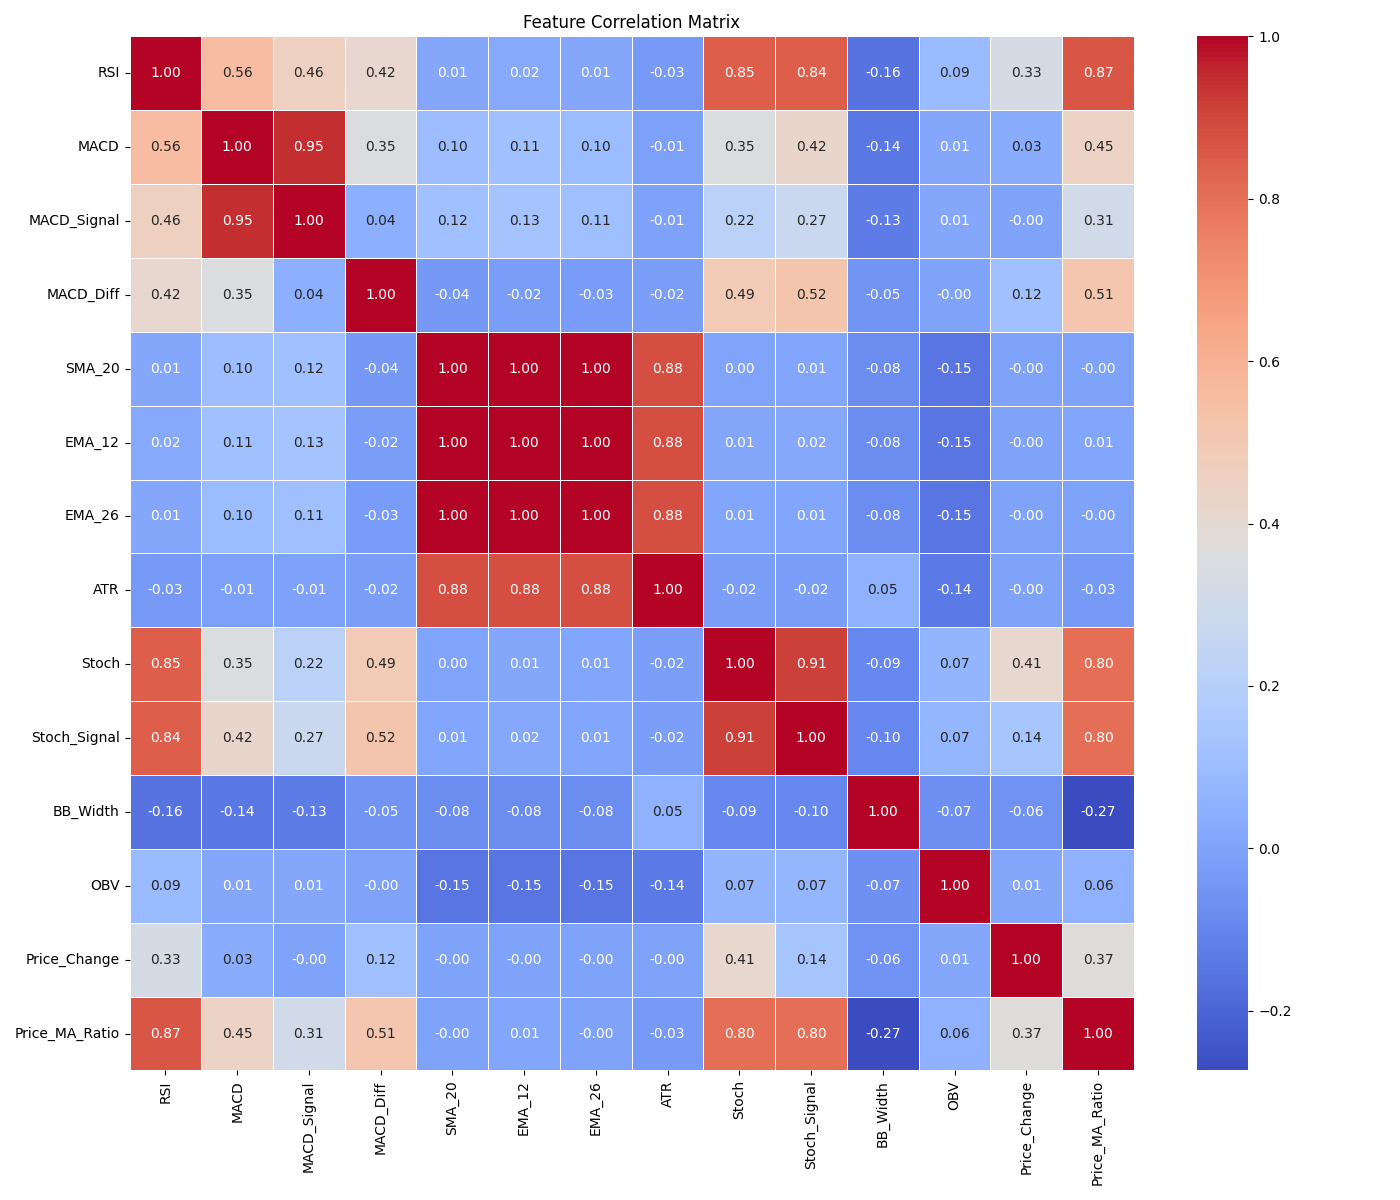 Feature Correlation Matrix
RSI 1.00 0.56 0.46 0.42 0.01 0.02 0.01 -0.03 0.85 0.84 -0.16 0.09 0.33 0.87
MACD 0.56 1.00 0.95 0.35 0.10 0.11 0.10 -0.01 0.35 0.42 -0.14 0.01 0.03 0.45
MACD_Signal 0.46 0.95 1.00 0.04 0.12 0.13 0.11 -0.01 0.22 0.27 -0.13 0.01 -0.00 0.31
MACD_Diff 0.42 0.35 0.04 1.00 -0.04 -0.02 -0.03 -0.02 0.49 0.52 -0.05 -0.00 0.12 0.51
SMA_20 0.01 0.10 0.12 -0.04 1.00 1.00 1.00 0.88 0.00 0.01 -0.08 -0.15 -0.00 -0.00
EMA_12 0.02 0.11 0.13 -0.02 1.00 1.00 1.00 0.88 0.01 0.02 -0.08 -0.15 -0.00 0.01
EMA_26 0.01 0.10 0.11 -0.03 1.00 1.00 1.00 0.88 0.01 0.01 -0.08 -0.15 -0.00 -0.00
ATR -0.03 -0.01 -0.01 -0.02 0.88 0.88 0.88 1.00 -0.02 -0.02 0.05 -0.14 -0.00 -0.03
Stoch 0.85 0.35 0.22 0.49 0.00 0.01 0.01 -0.02 1.00 0.91 -0.09 0.07 0.41 0.80
Stoch_Signal 0.84 0.42 0.27 0.52 0.01 0.02 0.01 -0.02 0.91 1.00 -0.10 0.07 0.14 0.80
BB_Width -0.16 -0.14 -0.13 -0.05 -0.08 -0.08 -0.08 0.05 -0.09 -0.10 1.00 -0.07 -0.06 -0.27
OBV 0.09 0.01 0.01 -0.00 -0.15 -0.15 -0.15 -0.14 0.07 0.07 -0.07 1.00 0.01 0.06
Price_Change 0.33 0.03 -0.00 0.12 -0.00 -0.00 -0.00 -0.00 0.41 0.14 -0.06 0.01 1.00 0.37
Price_MA_Ratio 0.87 0.45 0.31 0.51 -0.00 0.01 -0.00 -0.03 0.80 0.80 -0.27 0.06 0.37 1.00
RSI MACD MACD_Signal MACD_Diff SMA_20 EMA_12 EMA_26 ATR Stoch Stoch_Signal BB_Width OBV Price_Change Price_MA_Ratio
1.0
0.8
0.6
0.4
0.2
0.0
−0.2